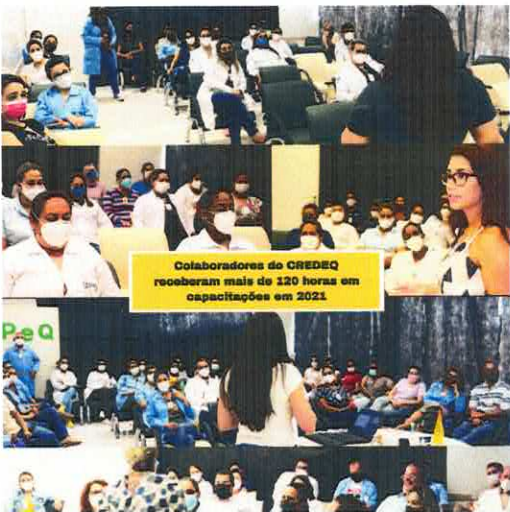 Colaboradores do CREDEQ
receberam mais de 120 horas em
capacitações em 2021
PeQ